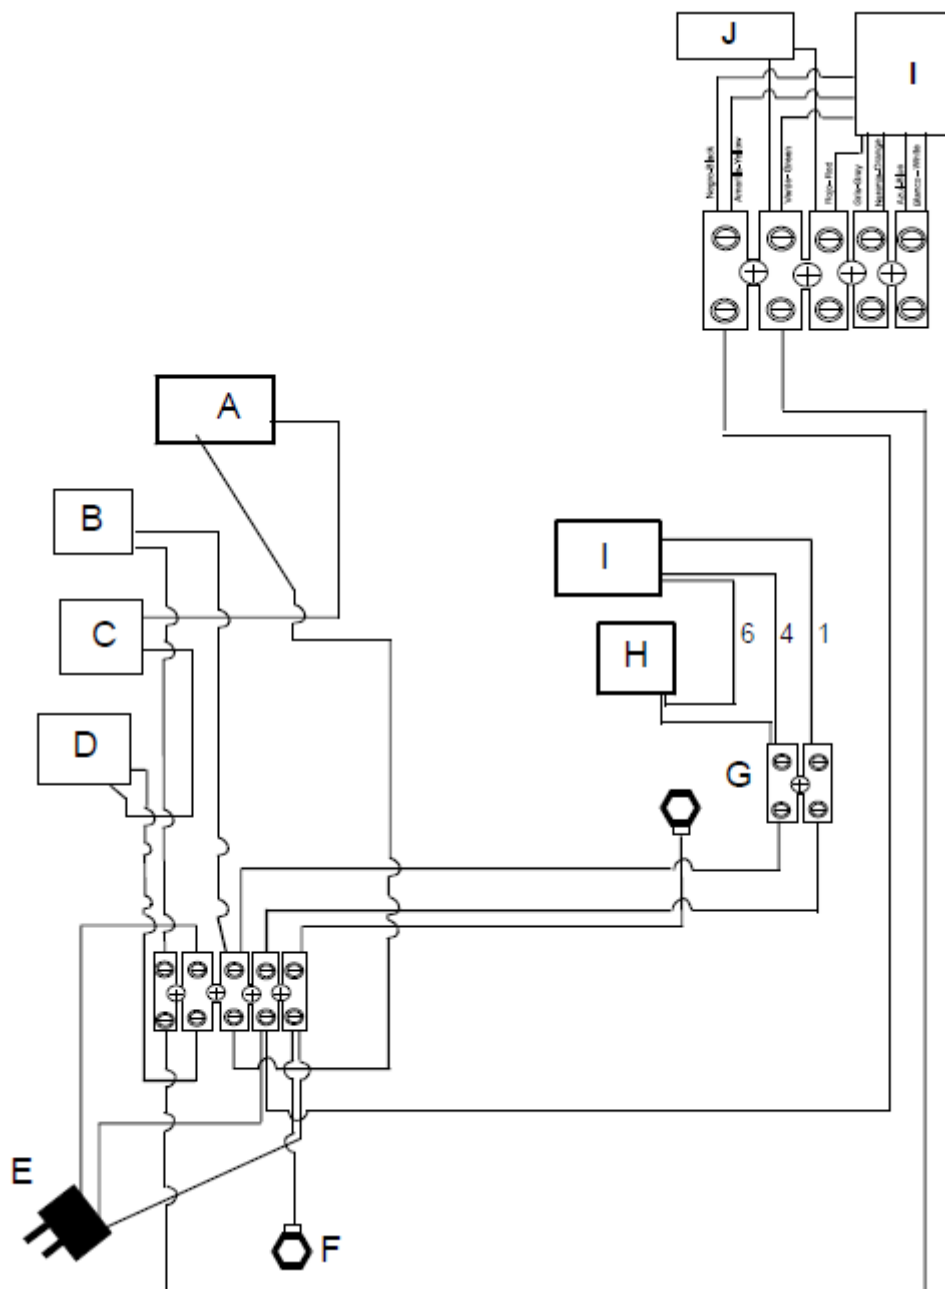 J
I
Negro-Black
Amarillo-Yellow
Verde-Green
Rojo-Red
Gris-Grey
Naranja-Orange
Azul-Blue
Blanco-White
A
B
C
D
I
H
6
4
1
G
E
F